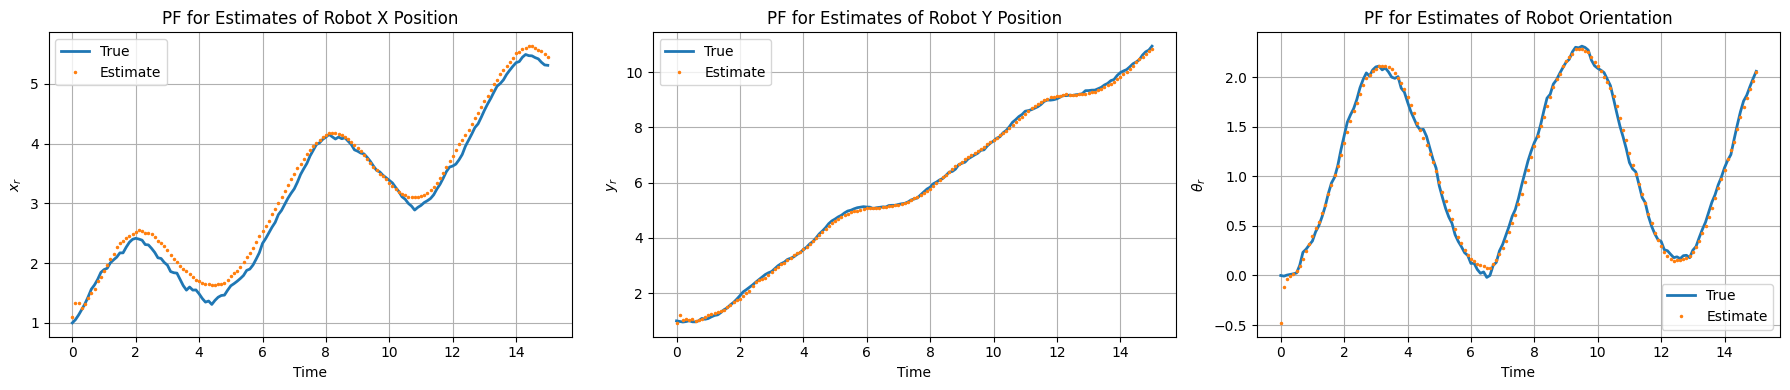 PF for Estimates of Robot X Position
True
Estimate
5
4
3
2
1
x_r
0 2 4 6 8 10 12 14
Time
PF for Estimates of Robot Y Position
True
Estimate
10
8
6
4
2
y_r
0 2 4 6 8 10 12 14
Time
PF for Estimates of Robot Orientation
2.0
1.5
1.0
0.5
0.0
−0.5
θ_r
True
Estimate
0 2 4 6 8 10 12 14
Time